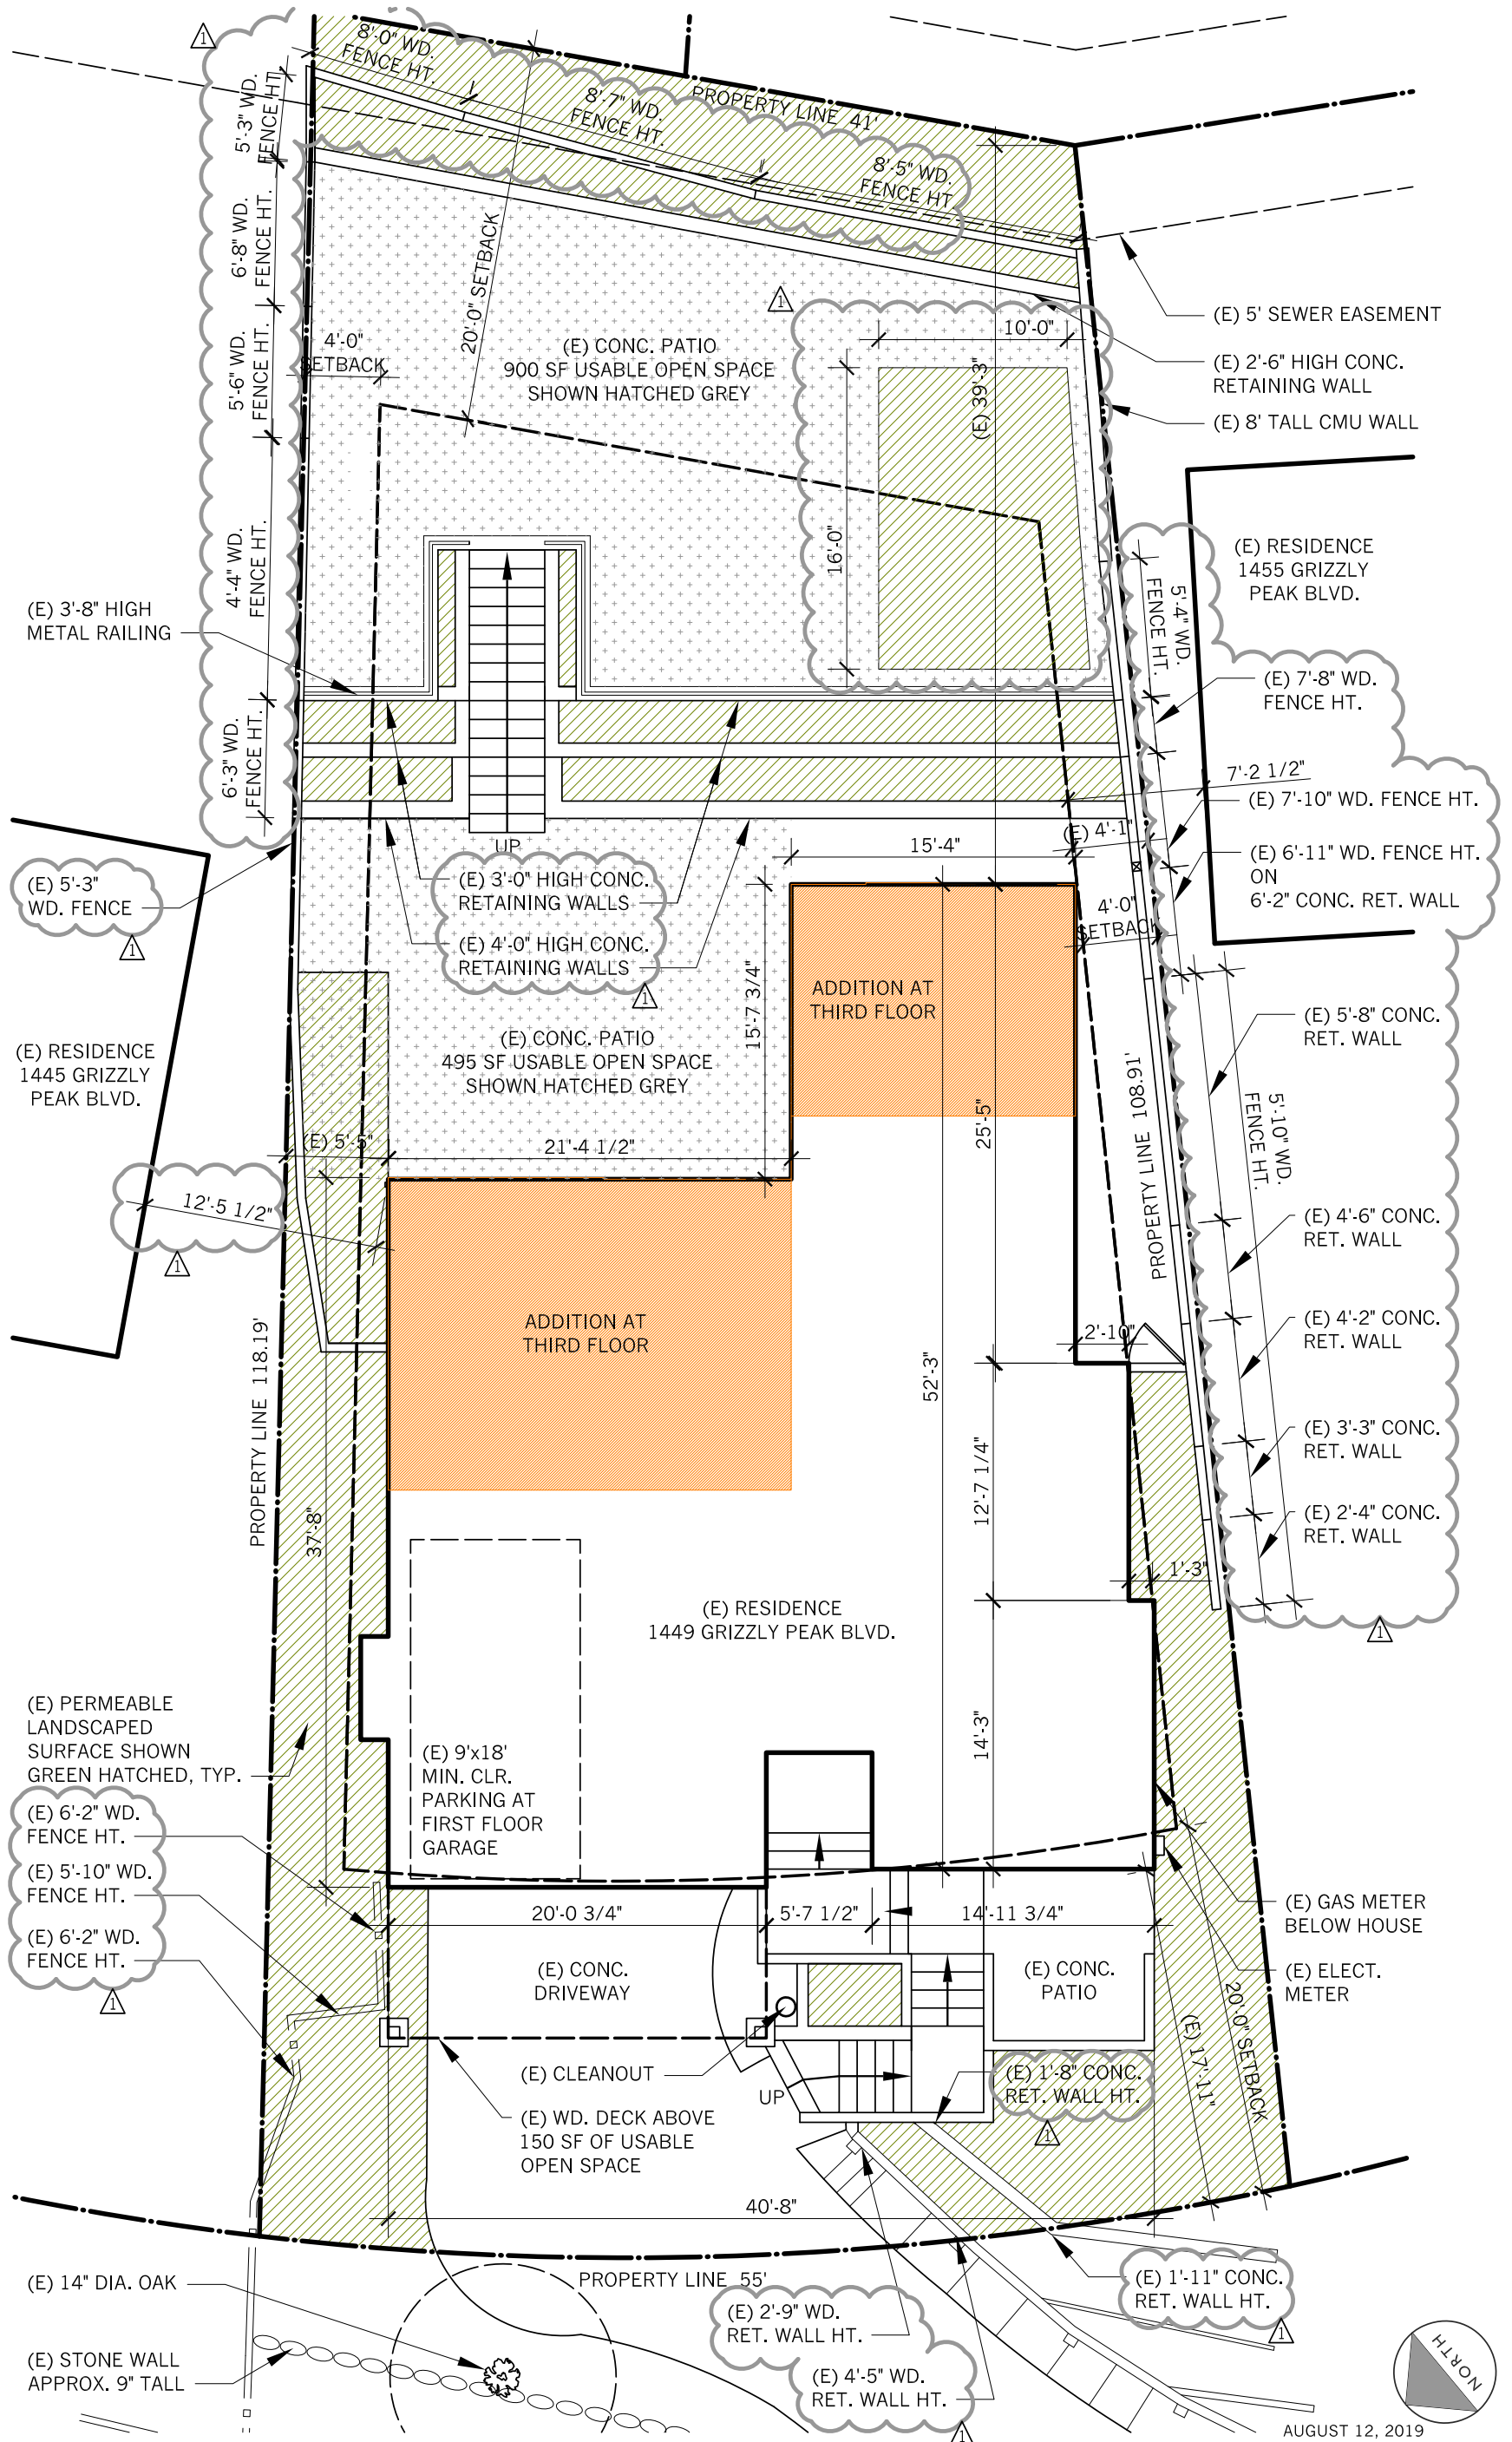 1
8'-0" WD.
FENCE HT.
5'-3" WD.
FENCE HT.
8'-7" WD.
FENCE HT.
PROPERTY LINE 41'
8'-5" WD.
FENCE HT.
6'-8" WD.
FENCE HT.
20'-0" SETBACK
(E) 5' SEWER EASEMENT
1
10'-0"
4'-0"
SETBACK
(E) CONC. PATIO
900 SF USABLE OPEN SPACE
SHOWN HATCHED GREY
(E) 39'-3"
(E) 2'-6" HIGH CONC.
RETAINING WALL
5'-6" WD.
FENCE HT.
(E) 8' TALL CMU WALL
16'-0"
4'-4" WD.
FENCE HT.
(E) RESIDENCE
1455 GRIZZLY
PEAK BLVD.
5'-4" WD.
FENCE HT.
(E) 3'-8" HIGH
METAL RAILING
(E) 7'-8" WD.
FENCE HT.
6'-3" WD.
FENCE HT.
7'-2 1/2"
(E) 7'-10" WD. FENCE HT.
UP
15'-4"
(E) 4'-1"
(E) 6'-11" WD. FENCE HT.
ON
6'-2" CONC. RET. WALL
(E) 5'-3"
WD. FENCE
1
(E) 3'-0" HIGH CONC.
RETAINING WALLS
(E) 4'-0" HIGH CONC.
RETAINING WALLS
1
4'-0"
SETBACK
ADDITION AT
THIRD FLOOR
15'-7 3/4"
(E) 5'-8" CONC.
RET. WALL
(E) RESIDENCE
1445 GRIZZLY
PEAK BLVD.
(E) CONC. PATIO
495 SF USABLE OPEN SPACE
SHOWN HATCHED GREY
25'-5"
PROPERTY LINE 108.91'
5'-10" WD.
FENCE HT.
(E) 5'-5"
21'-4 1/2"
12'-5 1/2"
1
(E) 4'-6" CONC.
RET. WALL
ADDITION AT
THIRD FLOOR
2'-10"
(E) 4'-2" CONC.
RET. WALL
52'-3"
PROPERTY LINE 118.19'
(E) 3'-3" CONC.
RET. WALL
12'-7 1/4"
37'-8"
(E) 2'-4" CONC.
RET. WALL
1'-3"
1
(E) RESIDENCE
1449 GRIZZLY PEAK BLVD.
(E) PERMEABLE
LANDSCAPED
SURFACE SHOWN
GREEN HATCHED, TYP.
14'-3"
(E) 9'x18'
MIN. CLR.
PARKING AT
FIRST FLOOR
GARAGE
(E) 6'-2" WD.
FENCE HT.
(E) 5'-10" WD.
FENCE HT.
(E) 6'-2" WD.
FENCE HT.
1
20'-0 3/4"
5'-7 1/2"
14'-11 3/4"
(E) GAS METER
BELOW HOUSE
(E) CONC.
DRIVEWAY
(E) CONC.
PATIO
(E) ELECT.
METER
20'-0" SETBACK
(E) 17'-11"
(E) CLEANOUT
UP
(E) 1'-8" CONC.
RET. WALL HT.
1
(E) WD. DECK ABOVE
150 SF OF USABLE
OPEN SPACE
40'-8"
PROPERTY LINE 55'
(E) 14" DIA. OAK
(E) 1'-11" CONC.
RET. WALL HT.
1
(E) 2'-9" WD.
RET. WALL HT.
(E) STONE WALL
APPROX. 9" TALL
(E) 4'-5" WD.
RET. WALL HT.
1
NORTH
AUGUST 12, 2019